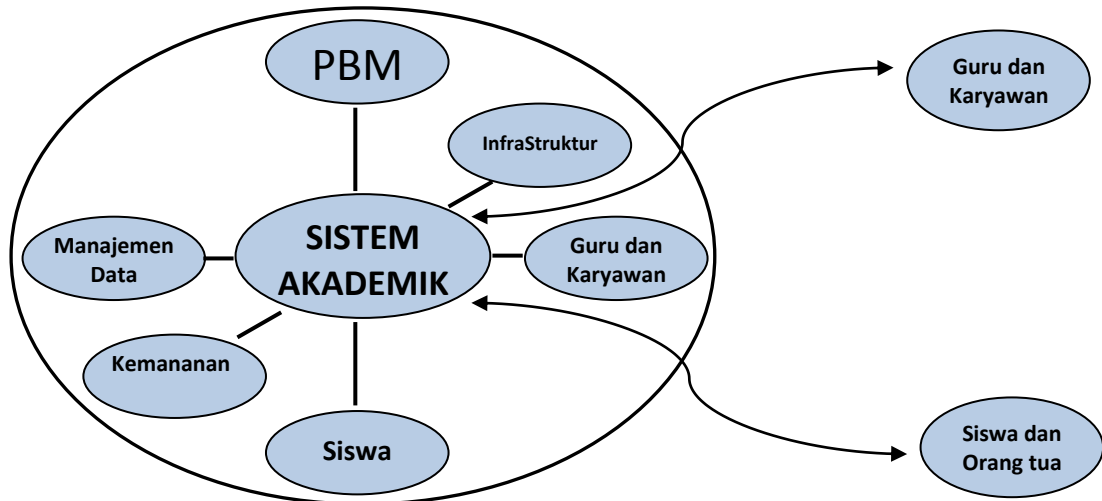 PBM
Guru dan
Karyawan
InfraStruktur
Manajemen
Data
SISTEM
AKADEMIK
Guru dan
Karyawan
Kemananan
Siswa
Siswa dan
Orang tua